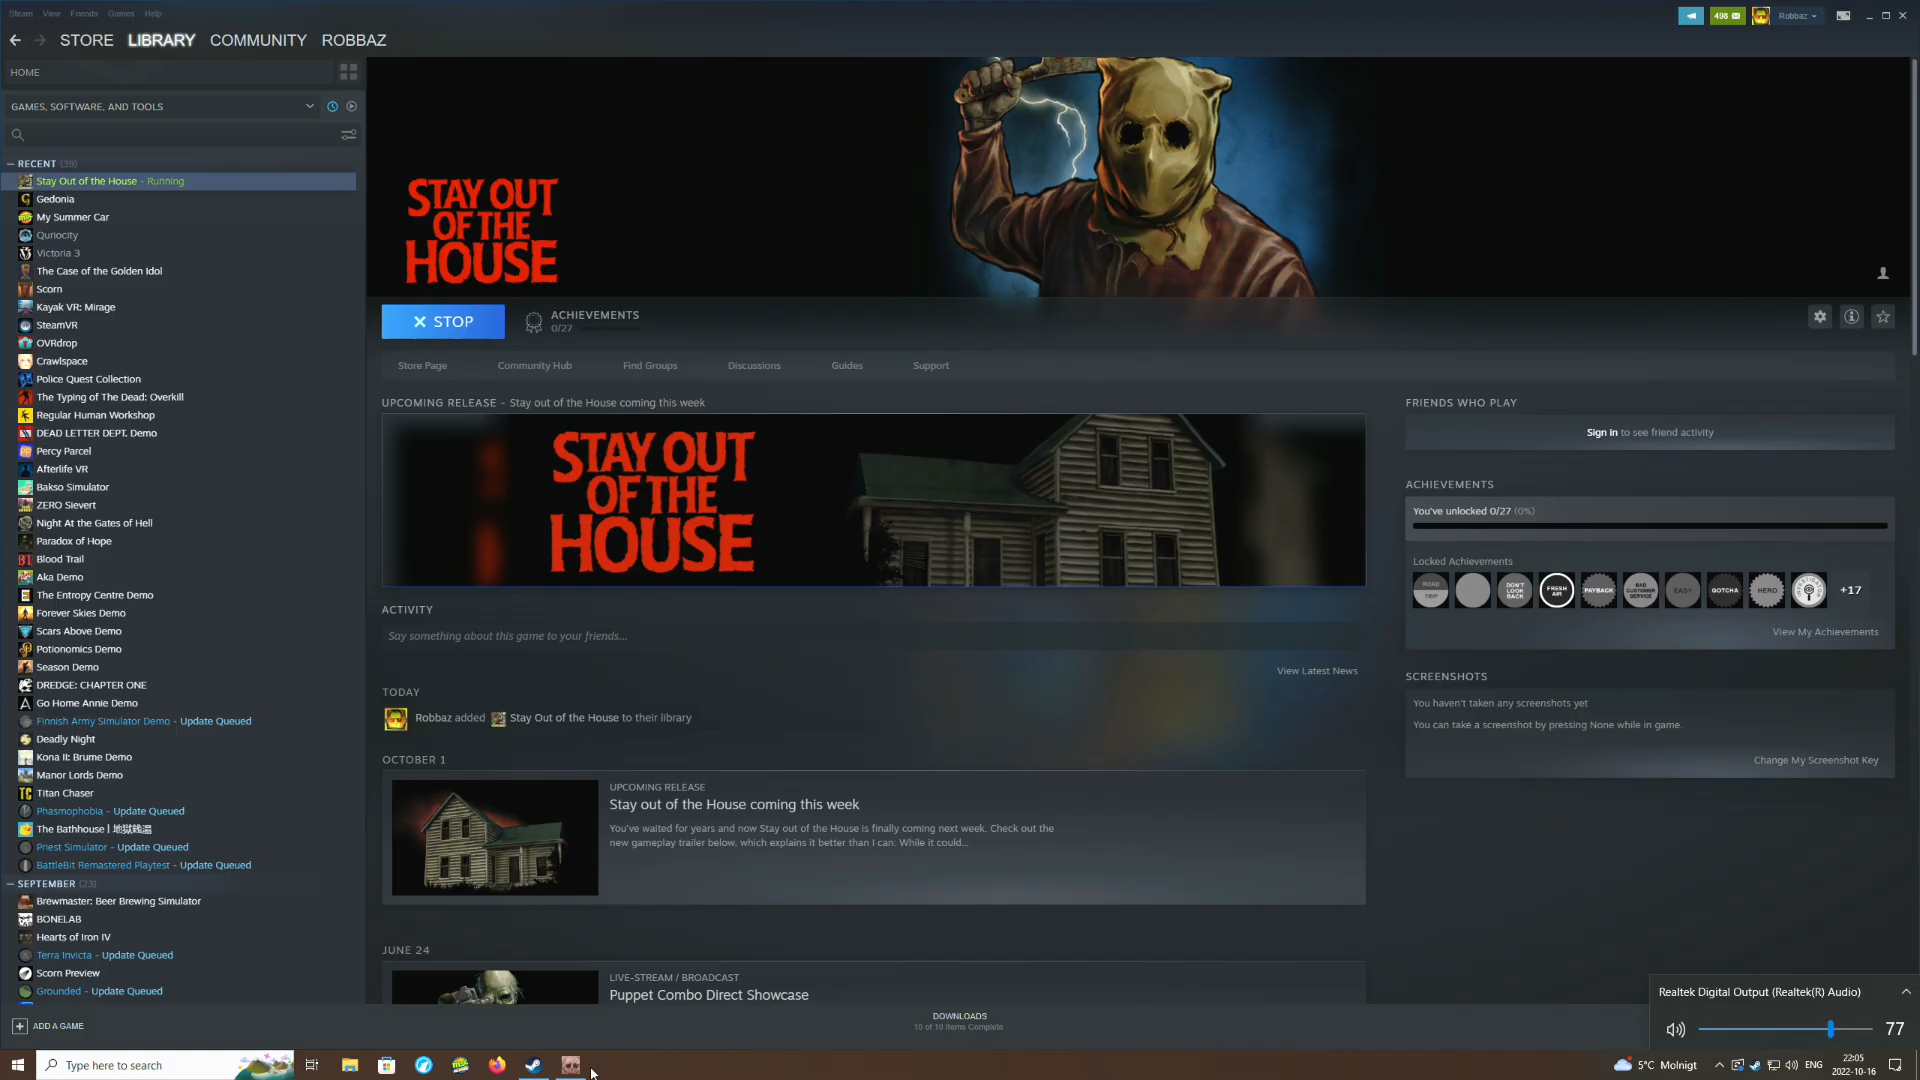 Steam View Friends Games Help
498
Robbaz
STORE LIBRARY COMMUNITY ROBBAZ
HOME
GAMES, SOFTWARE, AND TOOLS
RECENT (39)
Stay Out of the House - Running
Gedonia
My Summer Car
Quriocity
Victoria 3
The Case of the Golden Idol
Scorn
Kayak VR: Mirage
SteamVR
OVRdrop
Crawlspace
Police Quest Collection
The Typing of The Dead: Overkill
Regular Human Workshop
DEAD LETTER DEPT. Demo
Percy Parcel
Afterlife VR
Bakso Simulator
ZERO Sievert
Night At the Gates of Hell
Paradox of Hope
Blood Trail
Aka Demo
The Entropy Centre Demo
Forever Skies Demo
Scars Above Demo
Potionomics Demo
Season Demo
DREDGE: CHAPTER ONE
Go Home Annie Demo
Finnish Army Simulator Demo - Update Queued
Deadly Night
Kona II: Brume Demo
Manor Lords Demo
Titan Chaser
Phasmophobia - Update Queued
The Bathhouse | 地獄銭湯
Priest Simulator - Update Queued
BattleBit Remastered Playtest - Update Queued
SEPTEMBER (23)
Brewmaster: Beer Brewing Simulator
BONELAB
Hearts of Iron IV
Terra Invicta - Update Queued
Scorn Preview
Grounded - Update Queued
ADD A GAME
STAY OUT
OF THE
HOUSE
STOP
ACHIEVEMENTS
0/27
Store Page Community Hub Find Groups Discussions Guides Support
UPCOMING RELEASE - Stay out of the House coming this week
STAY OUT
OF THE
HOUSE
ACTIVITY
Say something about this game to your friends...
View Latest News
TODAY
Robbaz added Stay Out of the House to their library
OCTOBER 1
UPCOMING RELEASE
Stay out of the House coming this week
You've waited for years and now Stay out of the House is finally coming next week. Check out the
new gameplay trailer below, which explains it better than I can: While it could...
JUNE 24
LIVE-STREAM / BROADCAST
Puppet Combo Direct Showcase
FRIENDS WHO PLAY
Sign in to see friend activity
ACHIEVEMENTS
You've unlocked 0/27 (0%)
Locked Achievements
ROAD TRIP
DON'T LOOK BACK
FRESH AIR
PAYBACK
BAD CUSTOMER SERVICE
EASY
GOTCHA
HERO
+17
View My Achievements
SCREENSHOTS
You haven't taken any screenshots yet
You can take a screenshot by pressing None while in game.
Change My Screenshot Key
DOWNLOADS
10 of 10 Items Complete
Realtek Digital Output (Realtek(R) Audio)
77
Type here to search
5°C Molnigt
ENG
22:05
2022-10-16